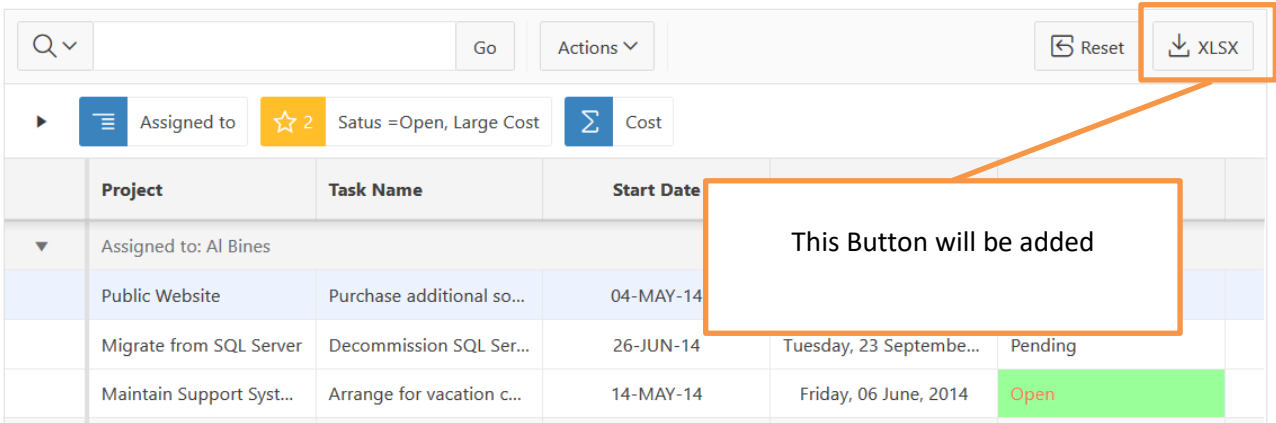 Go Actions Reset XLSX
Assigned to 2 Satus =Open, Large Cost Cost
Project Task Name Start Date
This Button will be added
Assigned to: Al Bines
Public Website Purchase additional so... 04-MAY-14
Migrate from SQL Server Decommission SQL Ser... 26-JUN-14 Tuesday, 23 Septembe... Pending
Maintain Support Syst... Arrange for vacation c... 14-MAY-14 Friday, 06 June, 2014 Open